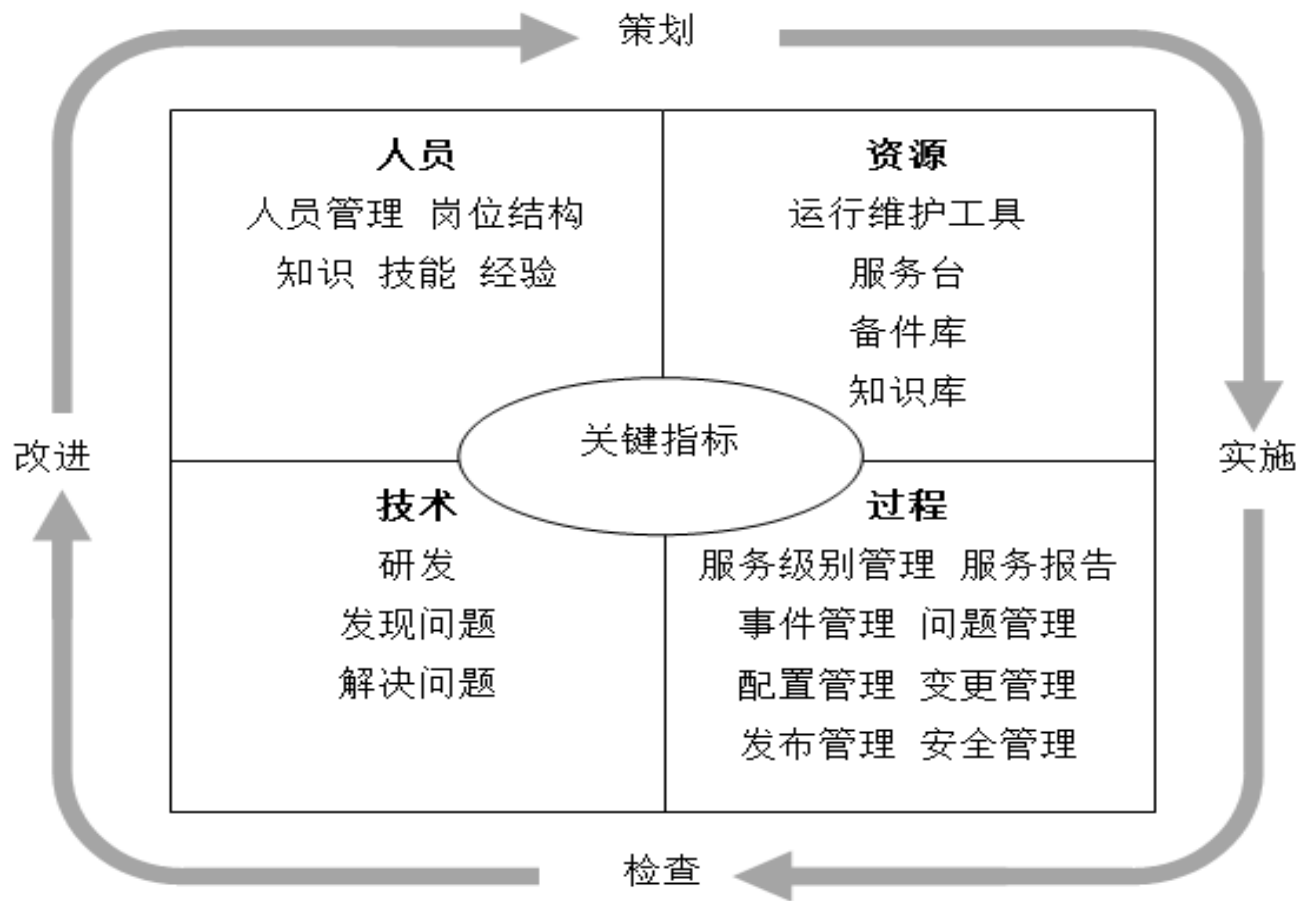 策划
人员
人员管理 岗位结构
知识 技能 经验
资源
运行维护工具
服务台
备件库
知识库
关键指标
改进
实施
技术
研发
发现问题
解决问题
过程
服务级别管理 服务报告
事件管理 问题管理
配置管理 变更管理
发布管理 安全管理
检查